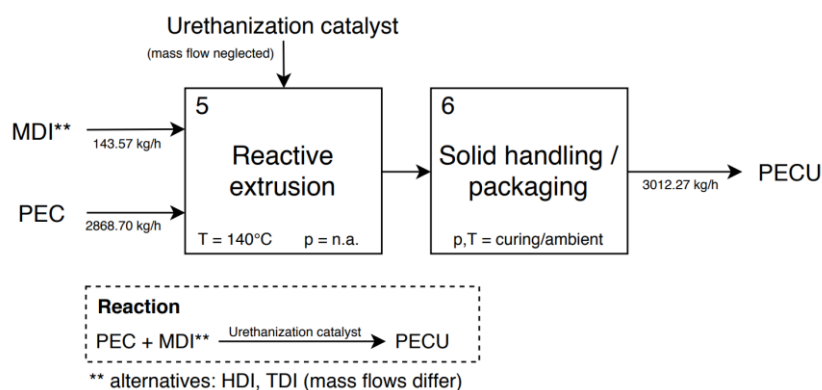 Urethanization catalyst
(mass flow neglected)
MDI**
143.57 kg/h
PEC
2868.70 kg/h
5
Reactive
extrusion
T = 140°C p = n.a.
6
Solid handling /
packaging
p,T = curing/ambient
3012.27 kg/h
PECU
Reaction
PEC + MDI** Urethanization catalyst PECU
** alternatives: HDI, TDI (mass flows differ)